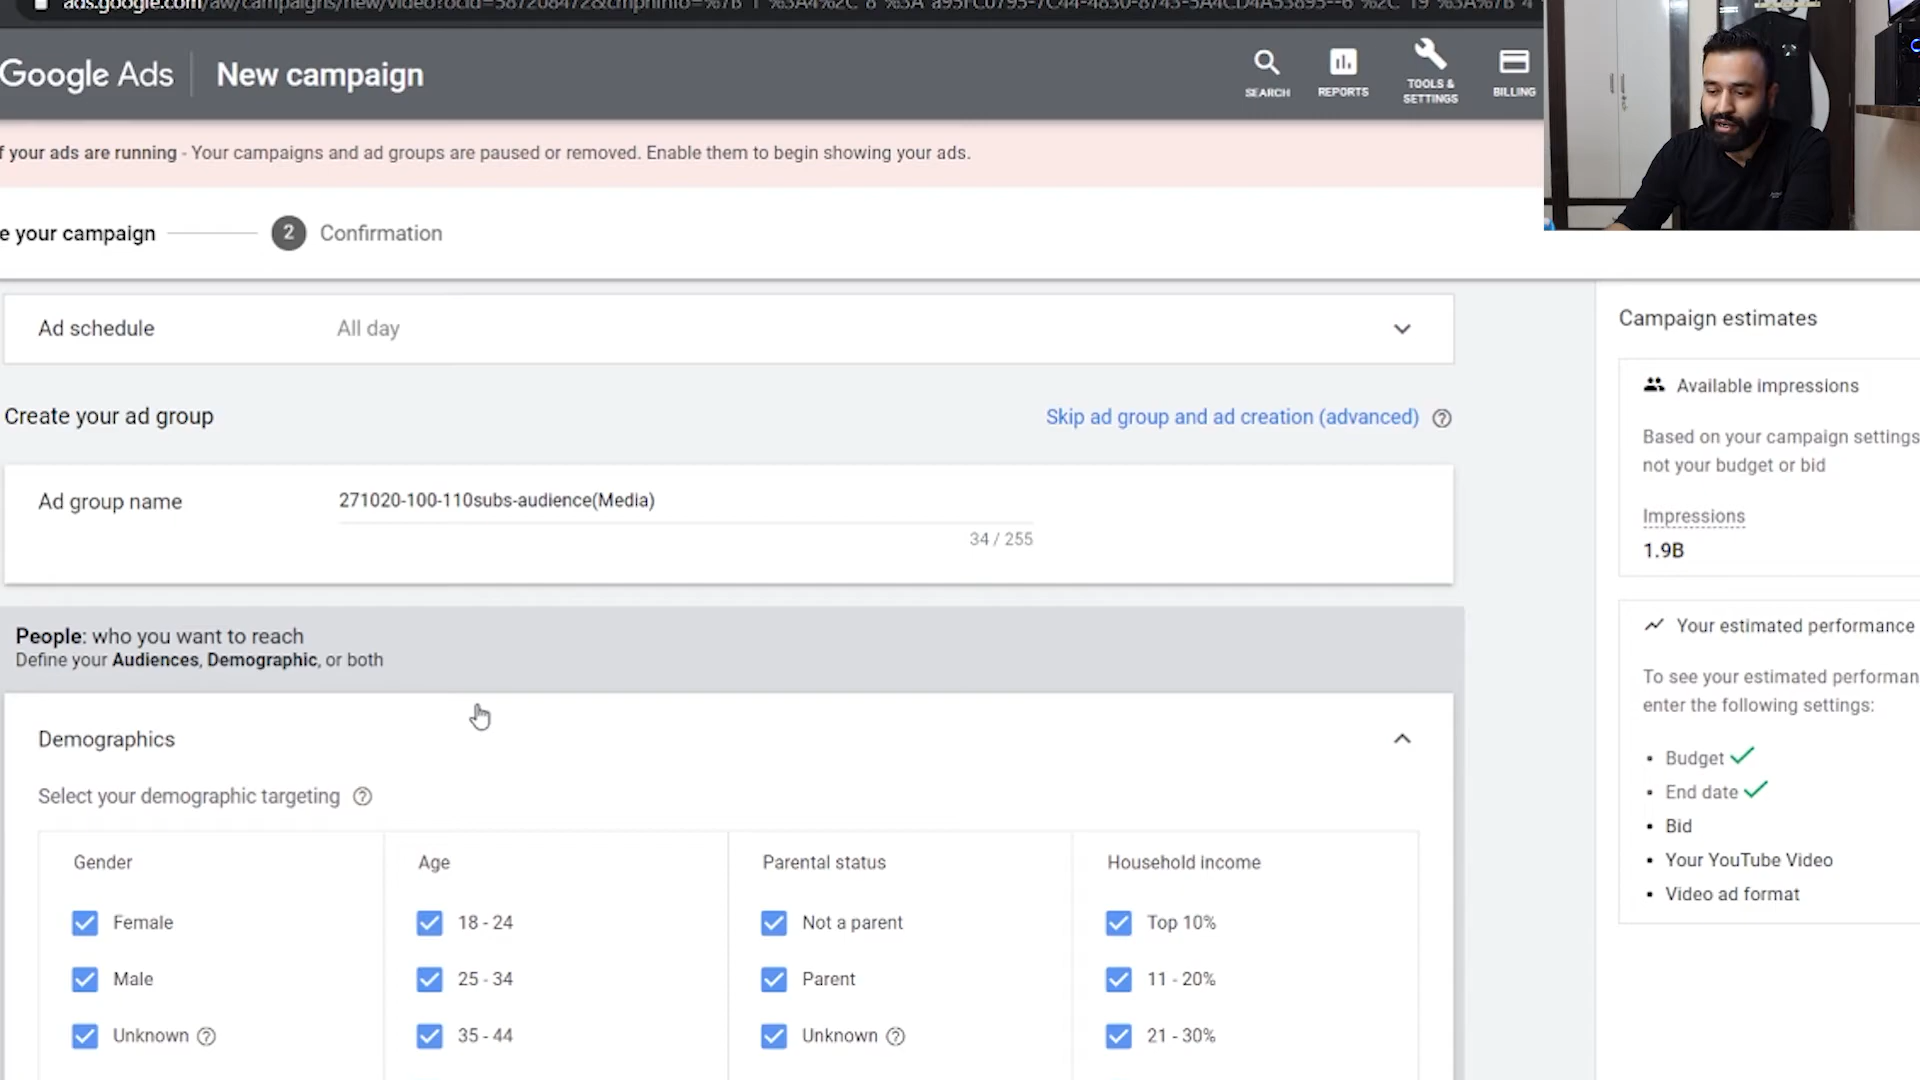 Google Ads
New campaign
SEARCH
REPORTS
TOOLS &
SETTINGS
BILLING
f your ads are running - Your campaigns and ad groups are paused or removed. Enable them to begin showing your ads.
e your campaign
2
Confirmation
Ad schedule
All day
Create your ad group
Skip ad group and ad creation (advanced)
Ad group name
271020-100-110subs-audience(Media)
34 / 255
People: who you want to reach
Define your Audiences, Demographic, or both
Demographics
Select your demographic targeting
Gender
Age
Parental status
Household income
Female
18 - 24
Not a parent
Top 10%
Male
25 - 34
Parent
11 - 20%
Unknown
35 - 44
Unknown
21 - 30%
Campaign estimates
Available impressions
Based on your campaign settings
not your budget or bid
Impressions
1.9B
Your estimated performance
To see your estimated performan
enter the following settings:
• Budget
• End date
• Bid
• Your YouTube Video
• Video ad format